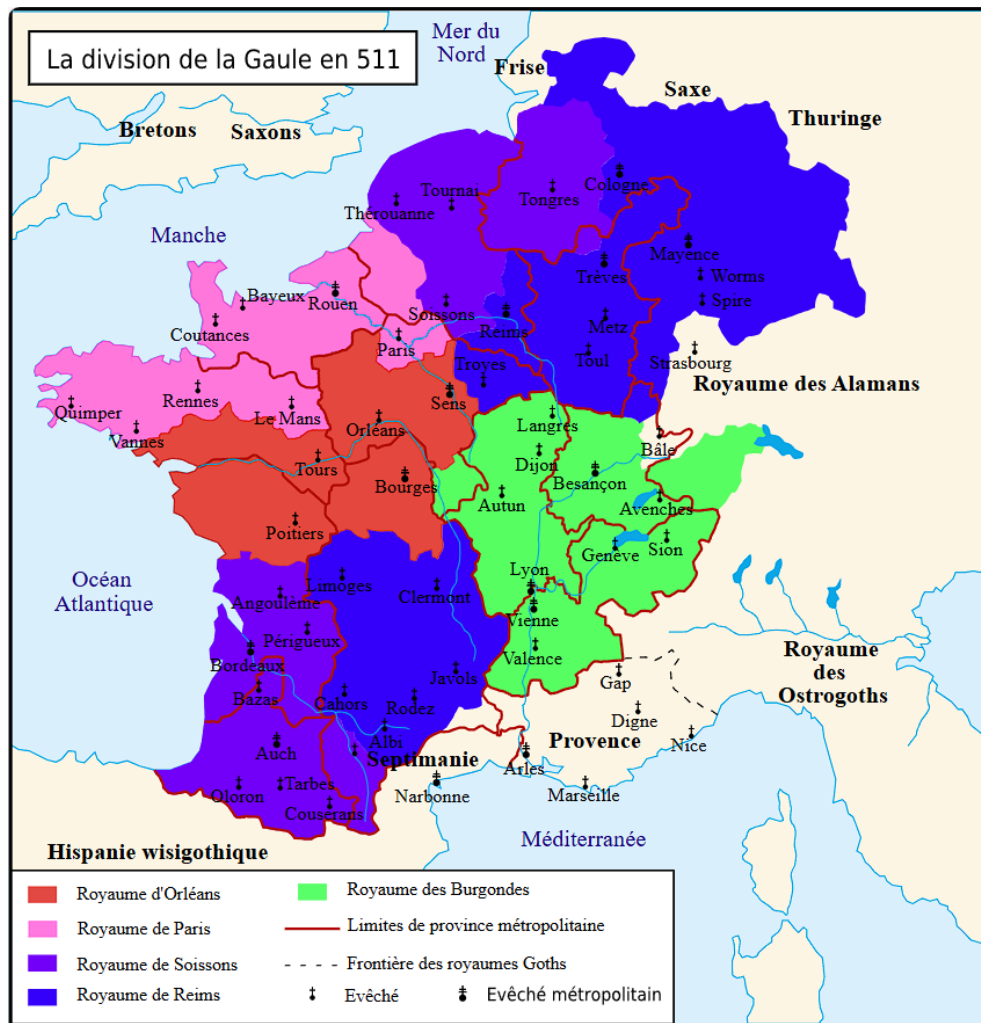 La division de la Gaule en 511
Mer du
Nord
Frise
Saxe
Thuringe
Bretons
Saxons
Cologne
Tournai
Tongres
Thérouanne
Manche
Mayence
Trèves
Worms
Bayeux
Rouen
Soissons
Spire
Reims
Coutances
Metz
Paris
Toul
Strasbourg
Troyes
Royaume des Alamans
Rennes
Sens
Quimper
Le Mans
Langres
Orléans
Vannes
Bâle
Dijon
Tours
Bourges
Besançon
Autun
Avenches
Poitiers
Sion
Genève
Lyon
Océan
Atlantique
Limoges
Clermont
Angoulême
Vienne
Périgueux
Valence
Royaume
des
Ostrogoths
Bordeaux
Javols
Gap
Bazas
Cahors
Rodez
Digne
Albi
Provence
Nice
Auch
Septimanie
Arles
Tarbes
Oloron
Narbonne
Marseille
Couserans
Méditerranée
Hispanie wisigothique
Royaume d'Orléans
Royaume de Paris
Royaume de Soissons
Royaume de Reims
Royaume des Burgondes
Limites de province métropolitaine
Frontière des royaumes Goths
Evêché
Evêché métropolitain